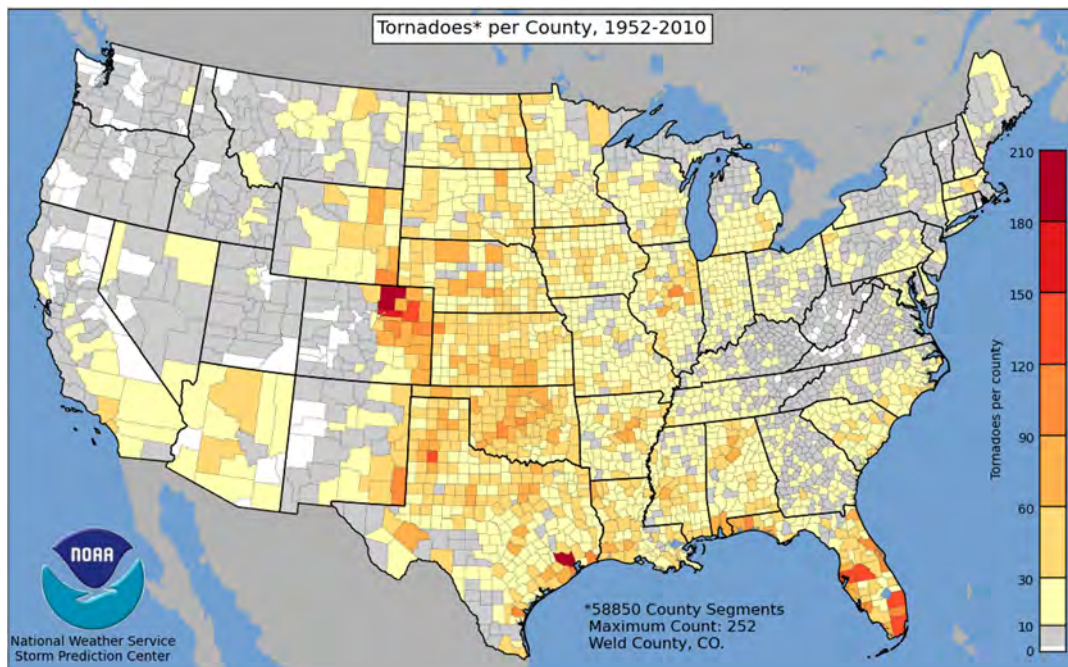 Tornadoes* per County, 1952-2010
210
180
150
120
90
60
30
10
0
Tornadoes per county
NOAA
National Weather Service
Storm Prediction Center
*58850 County Segments
Maximum Count: 252
Weld County, CO.